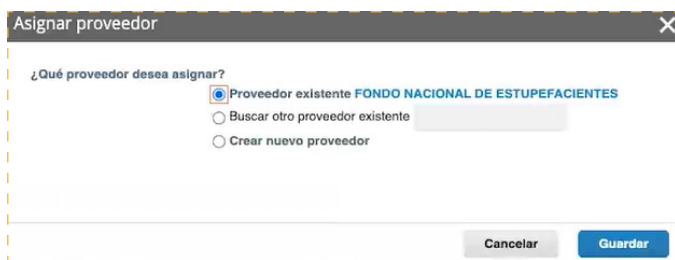 Asignar proveedor
¿Qué proveedor desea asignar?
Proveedor existente FONDO NACIONAL DE ESTUPEFACIENTES
Buscar otro proveedor existente
Crear nuevo proveedor
Cancelar
Guardar